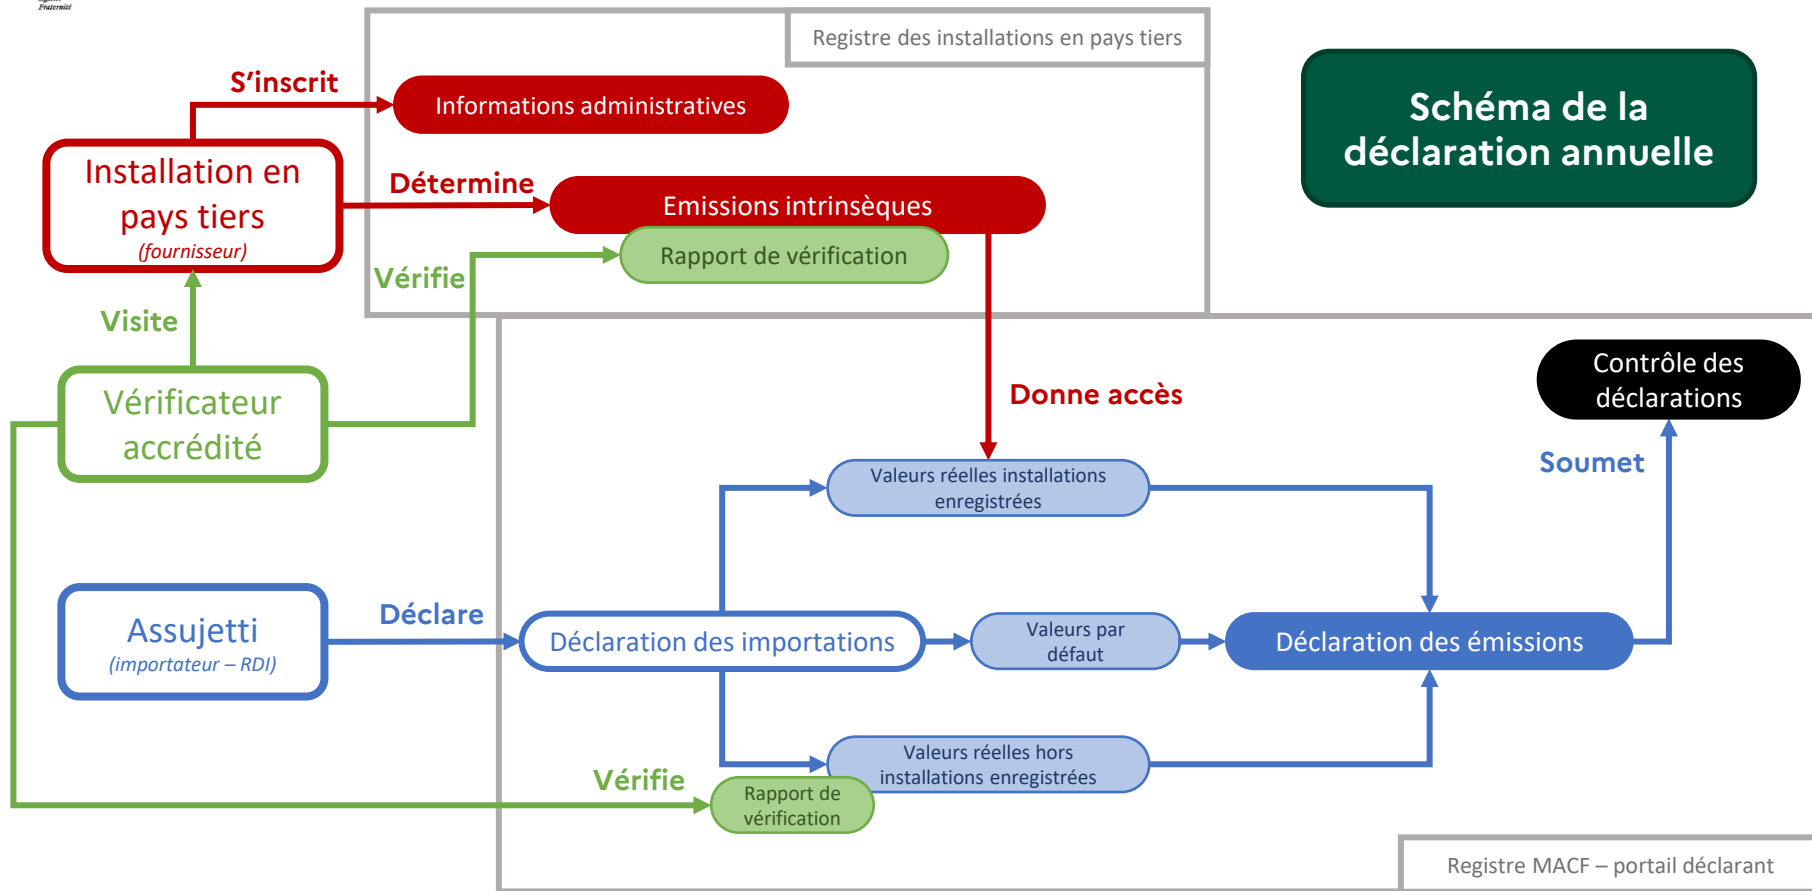 Fraternité
Registre des installations en pays tiers
Schéma de la
déclaration annuelle
S'inscrit
Informations administratives
Installation en
pays tiers
(fournisseur)
Détermine
Emissions intrinsèques
Rapport de vérification
Vérifie
Visite
Vérificateur
accrédité
Donne accès
Contrôle des
déclarations
Soumet
Valeurs réelles installations
enregistrées
Assujetti
(importateur – RDI)
Déclare
Déclaration des importations
Valeurs par
défaut
Déclaration des émissions
Valeurs réelles hors
installations enregistrées
Vérifie
Rapport de
vérification
Registre MACF – portail déclarant